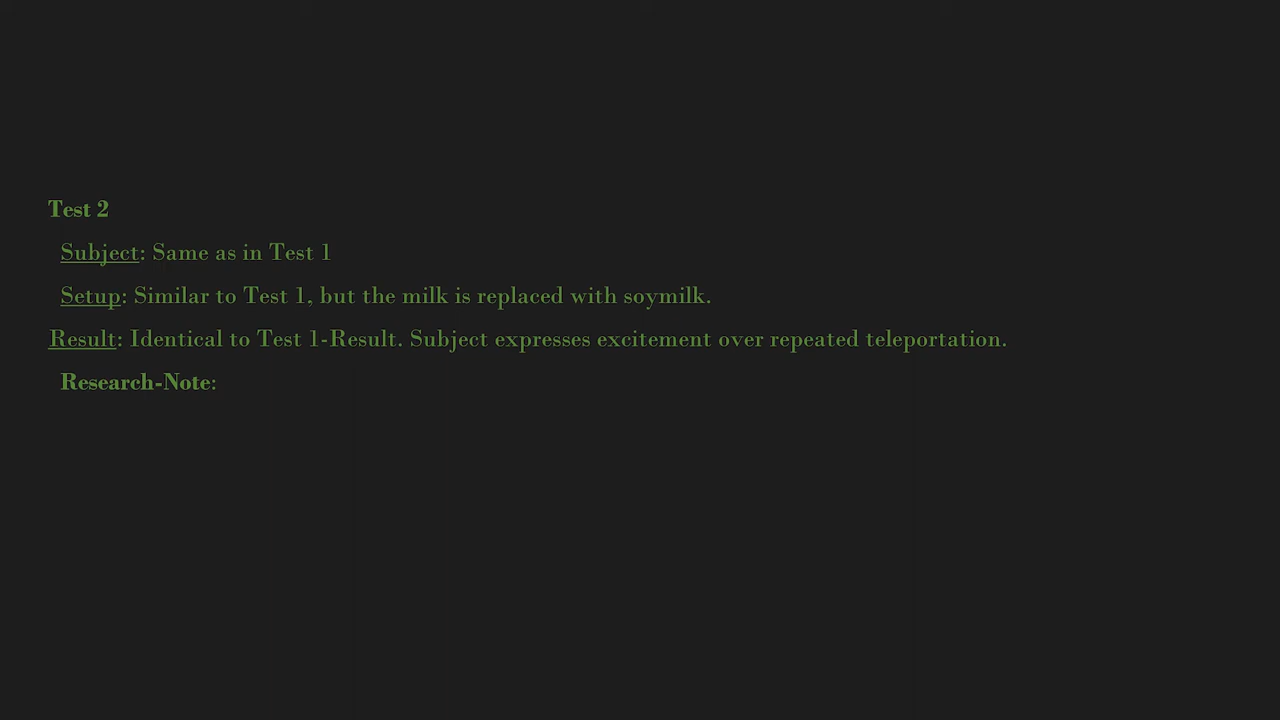 Test 2
Subject: Same as in Test 1
Setup: Similar to Test 1, but the milk is replaced with soymilk.
Result: Identical to Test 1-Result. Subject expresses excitement over repeated teleportation.
Research-Note: